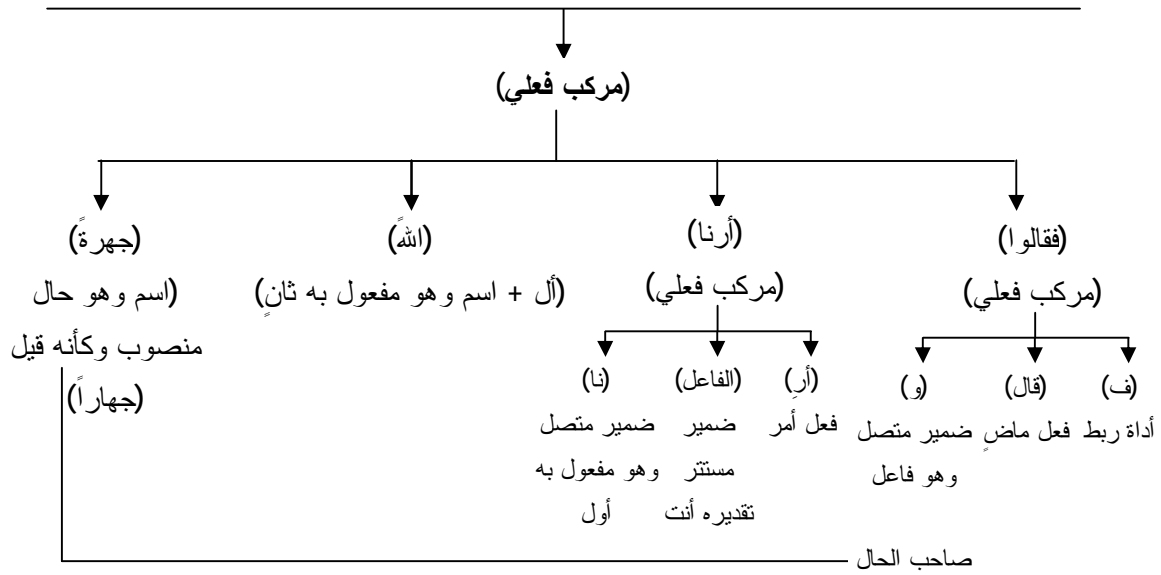 (مركب فعلي)
(فقالوا)
(أرنا)
(اللهَ)
(جهرةً)
(مركب فعلي)
(مركب فعلي)
(أل + اسم وهو مفعول به ثانٍ)
(اسم وهو حال
منصوب وكأنه قيل
(جهاراً)
(ف)
أداة ربط
(قال)
فعل ماضٍ
(و)
ضمير متصل
وهو فاعل
(أرِ)
فعل أمر
(الفاعل)
ضمير
مستتر
تقديره أنت
(نا)
ضمير متصل
وهو مفعول به
أول
صاحب الحال